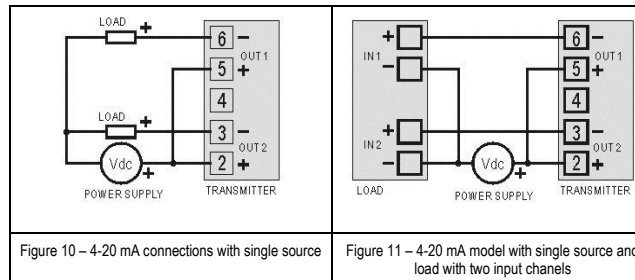 LOAD
+
6 −
OUT1
5 +
4
LOAD
+
3 −
OUT2
Vdc
2 +
+
POWER SUPPLY
TRANSMITTER
+
6 −
IN1
OUT1
−
5 +
4
+
3 −
IN2
OUT2
−
Vdc
2 +
+
LOAD
POWER SUPPLY
TRANSMITTER
Figure 10 – 4-20 mA connections with single source
Figure 11 – 4-20 mA model with single source and
load with two input chanels